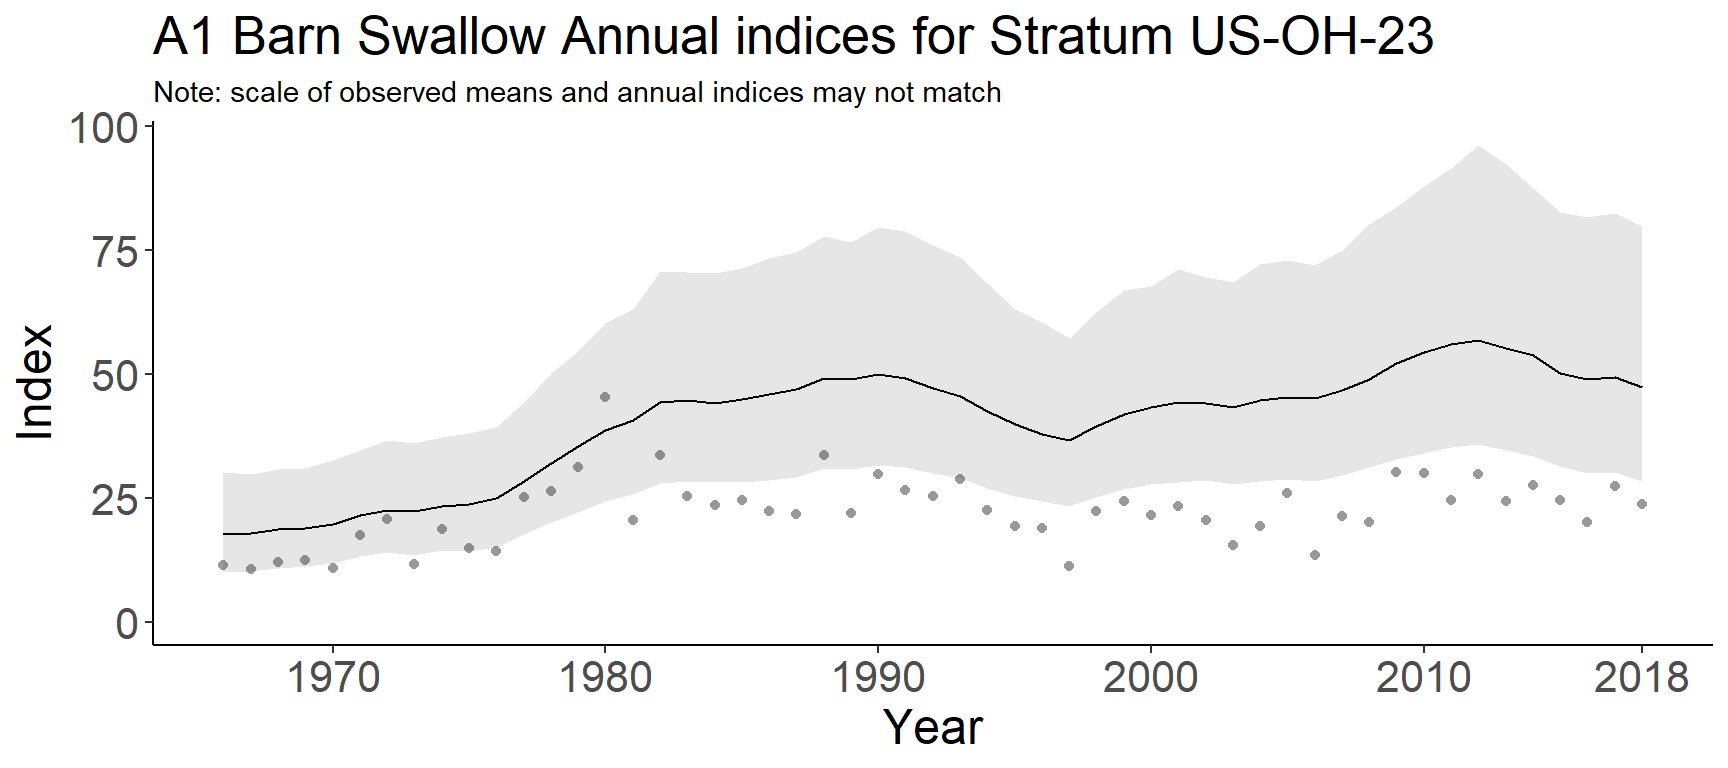 A1 Barn Swallow Annual indices for Stratum US-OH-23
Note: scale of observed means and annual indices may not match
100
75
50
25
0
Index
1970 1980 1990 2000 2010 2018
Year